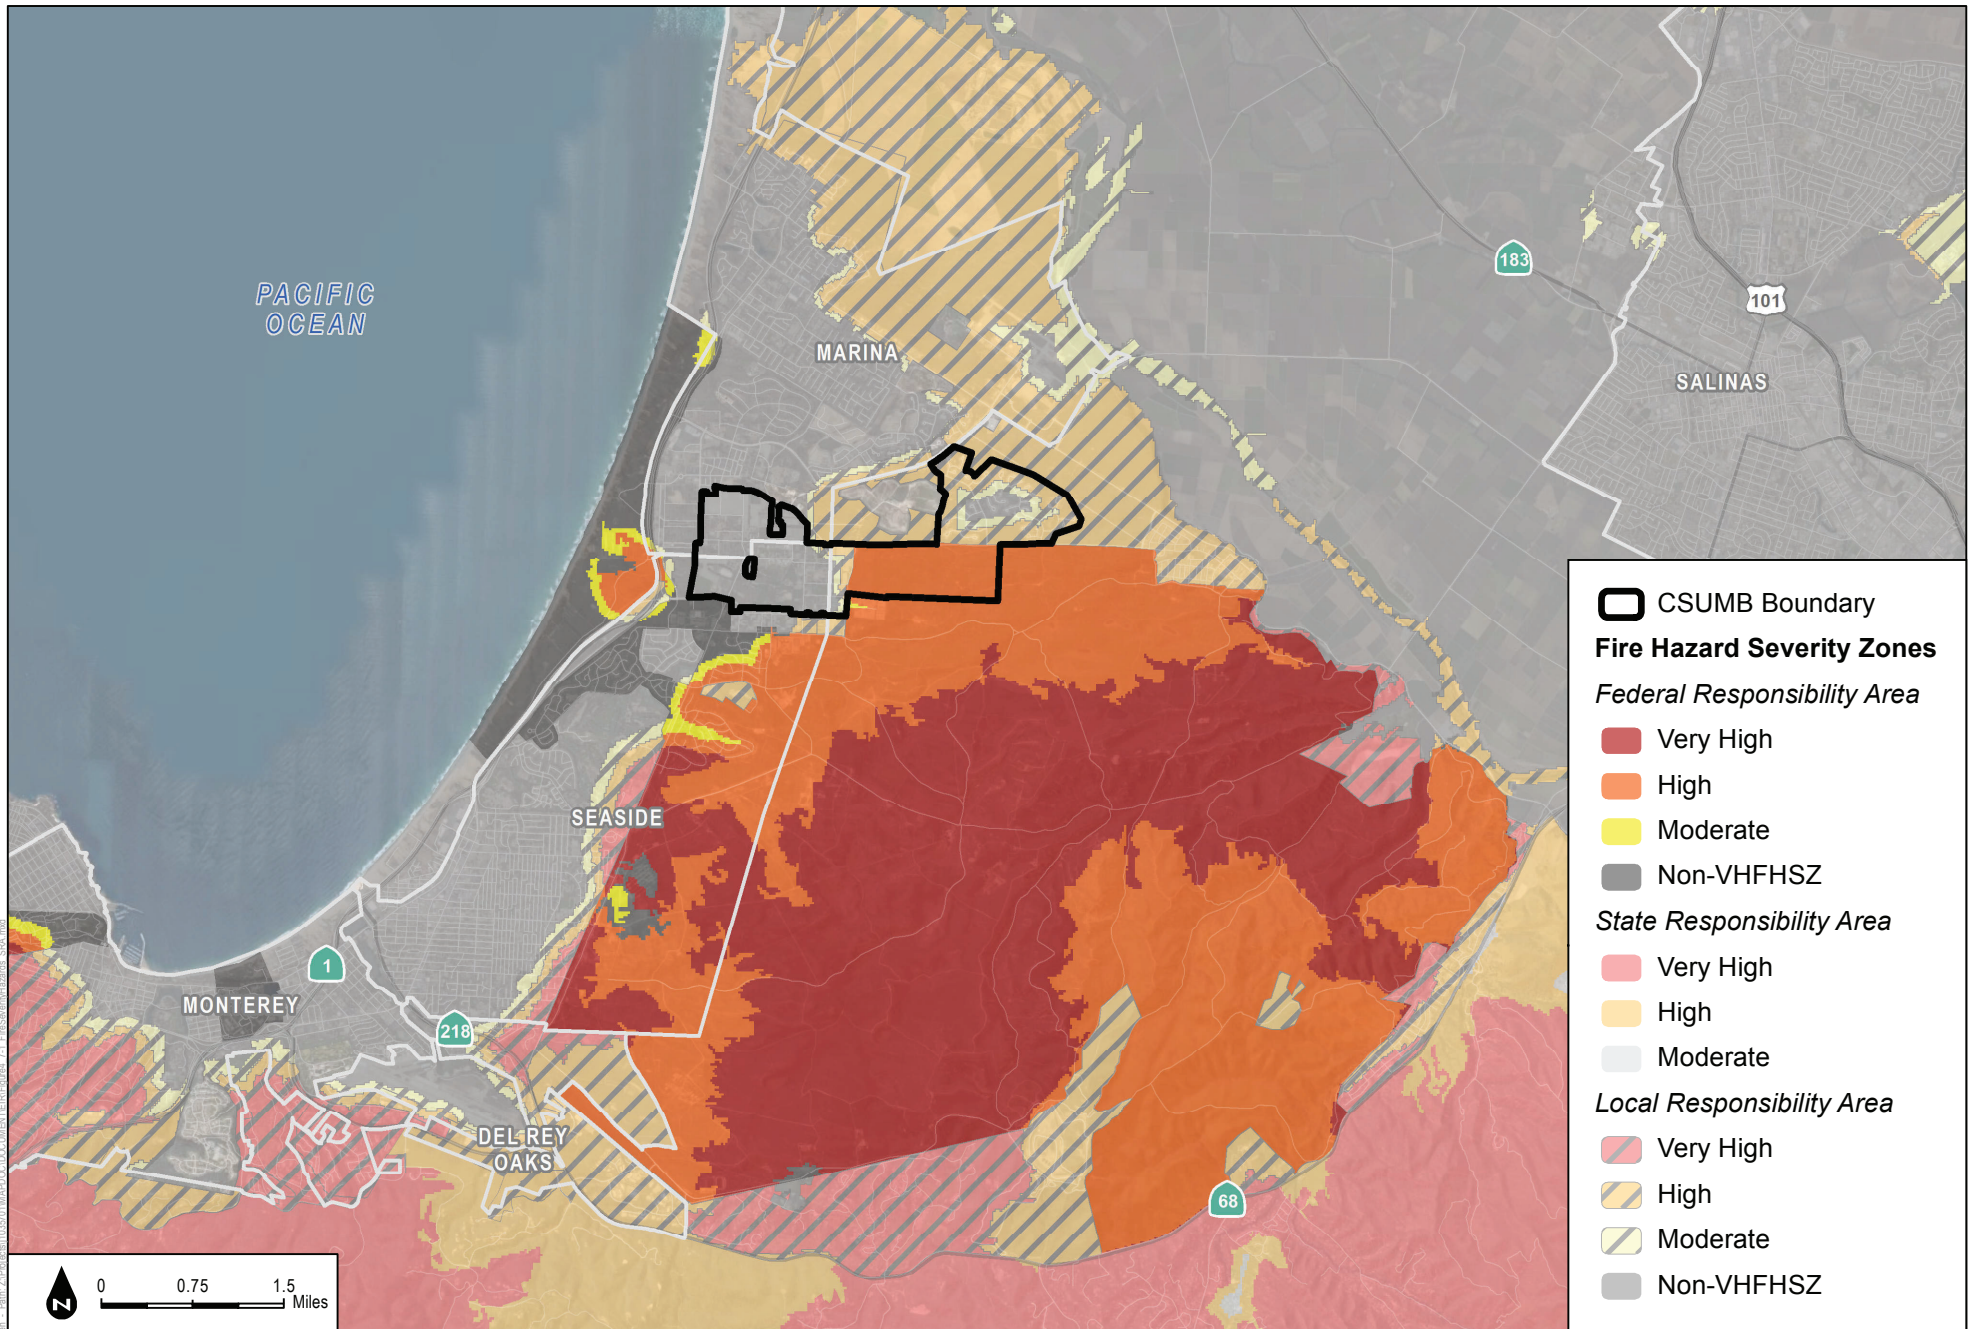 PACIFIC
OCEAN
MARINA
183
101
SALINAS
SEASIDE
MONTEREY
1
218
DEL REY
OAKS
68
N
0 0.75 1.5
Miles
CSUMB Boundary
Fire Hazard Severity Zones
Federal Responsibility Area
Very High
High
Moderate
Non-VHFHSZ
State Responsibility Area
Very High
High
Moderate
Local Responsibility Area
Very High
High
Moderate
Non-VHFHSZ